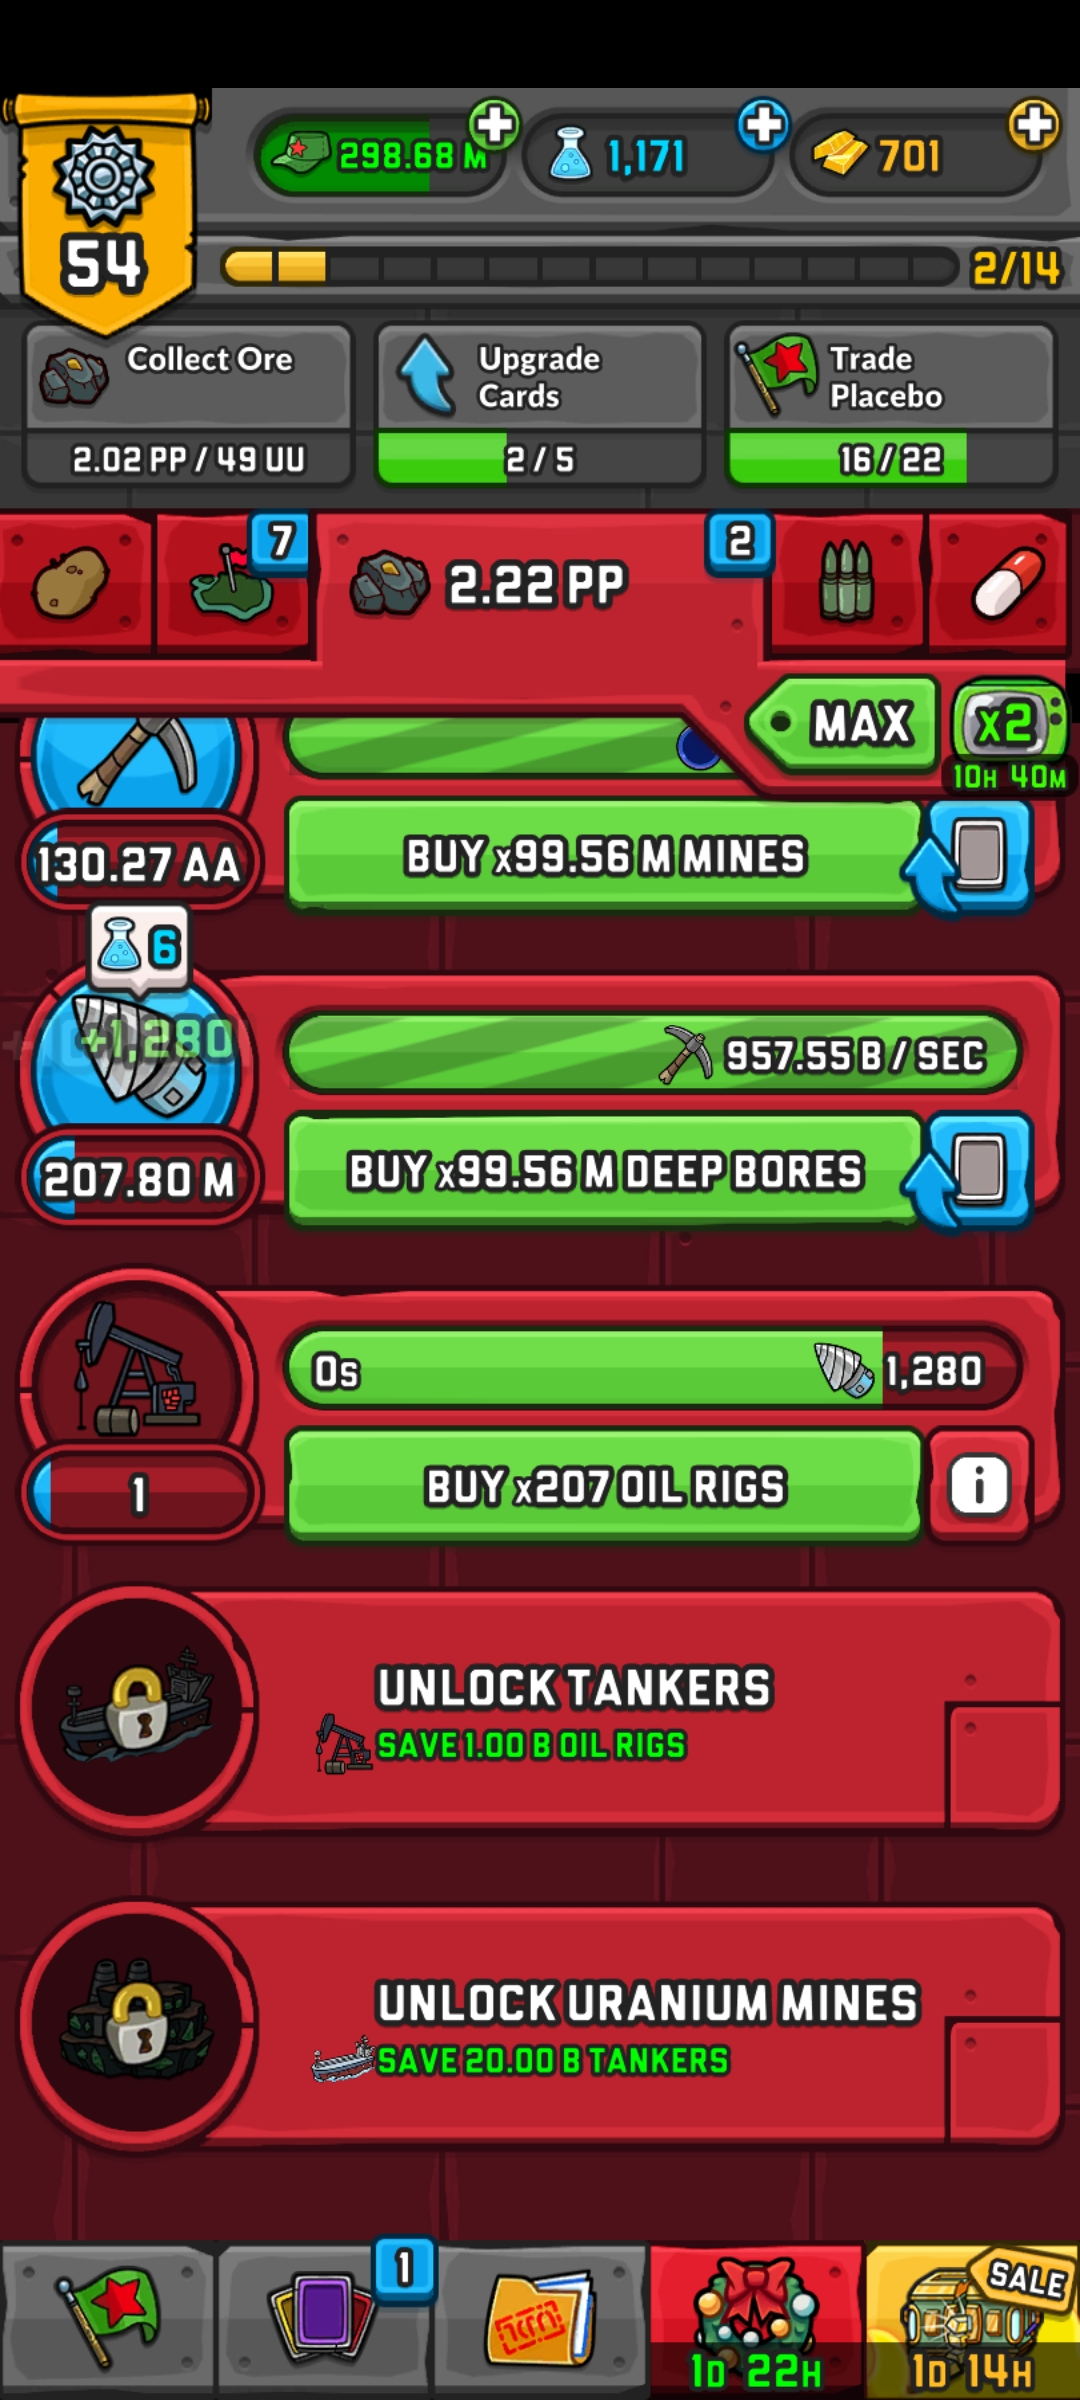 298.68 M
1,171
701
54
2/14
Collect Ore
2.02 PP / 49 UU
Upgrade
Cards
2 / 5
Trade
Placebo
16 / 22
7
2.22 PP
2
MAX
x2
10H 40M
130.27 AA
BUY x99.56 M MINES
6
+1,280
957.55 B / SEC
207.80 M
BUY x99.56 M DEEP BORES
0s
1,280
1
BUY x207 OIL RIGS
i
UNLOCK TANKERS
SAVE 1.00 B OIL RIGS
UNLOCK URANIUM MINES
SAVE 20.00 B TANKERS
1
SALE
1D 22H
1D 14H